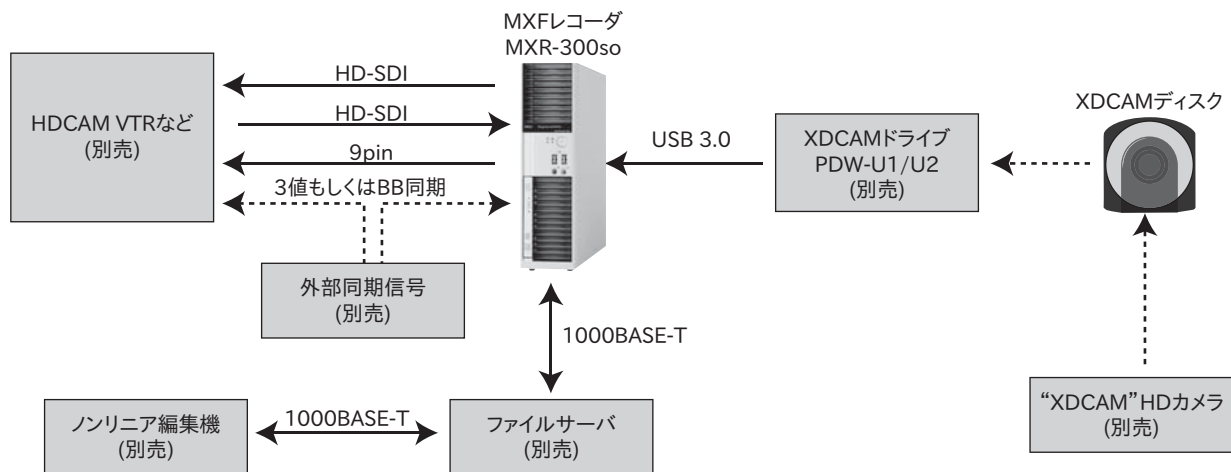 MXFレコーダ
MXR-300so
HD-SDI
HDCAM VTRなど
(別売)
HD-SDI
9pin
3値もしくはBB同期
外部同期信号
(別売)
USB 3.0
XDCAMドライブ
PDW-U1/U2
(別売)
XDCAMディスク
1000BASE-T
ノンリニア編集機
(別売)
1000BASE-T
ファイルサーバ
(別売)
“XDCAM”HDカメラ
(別売)